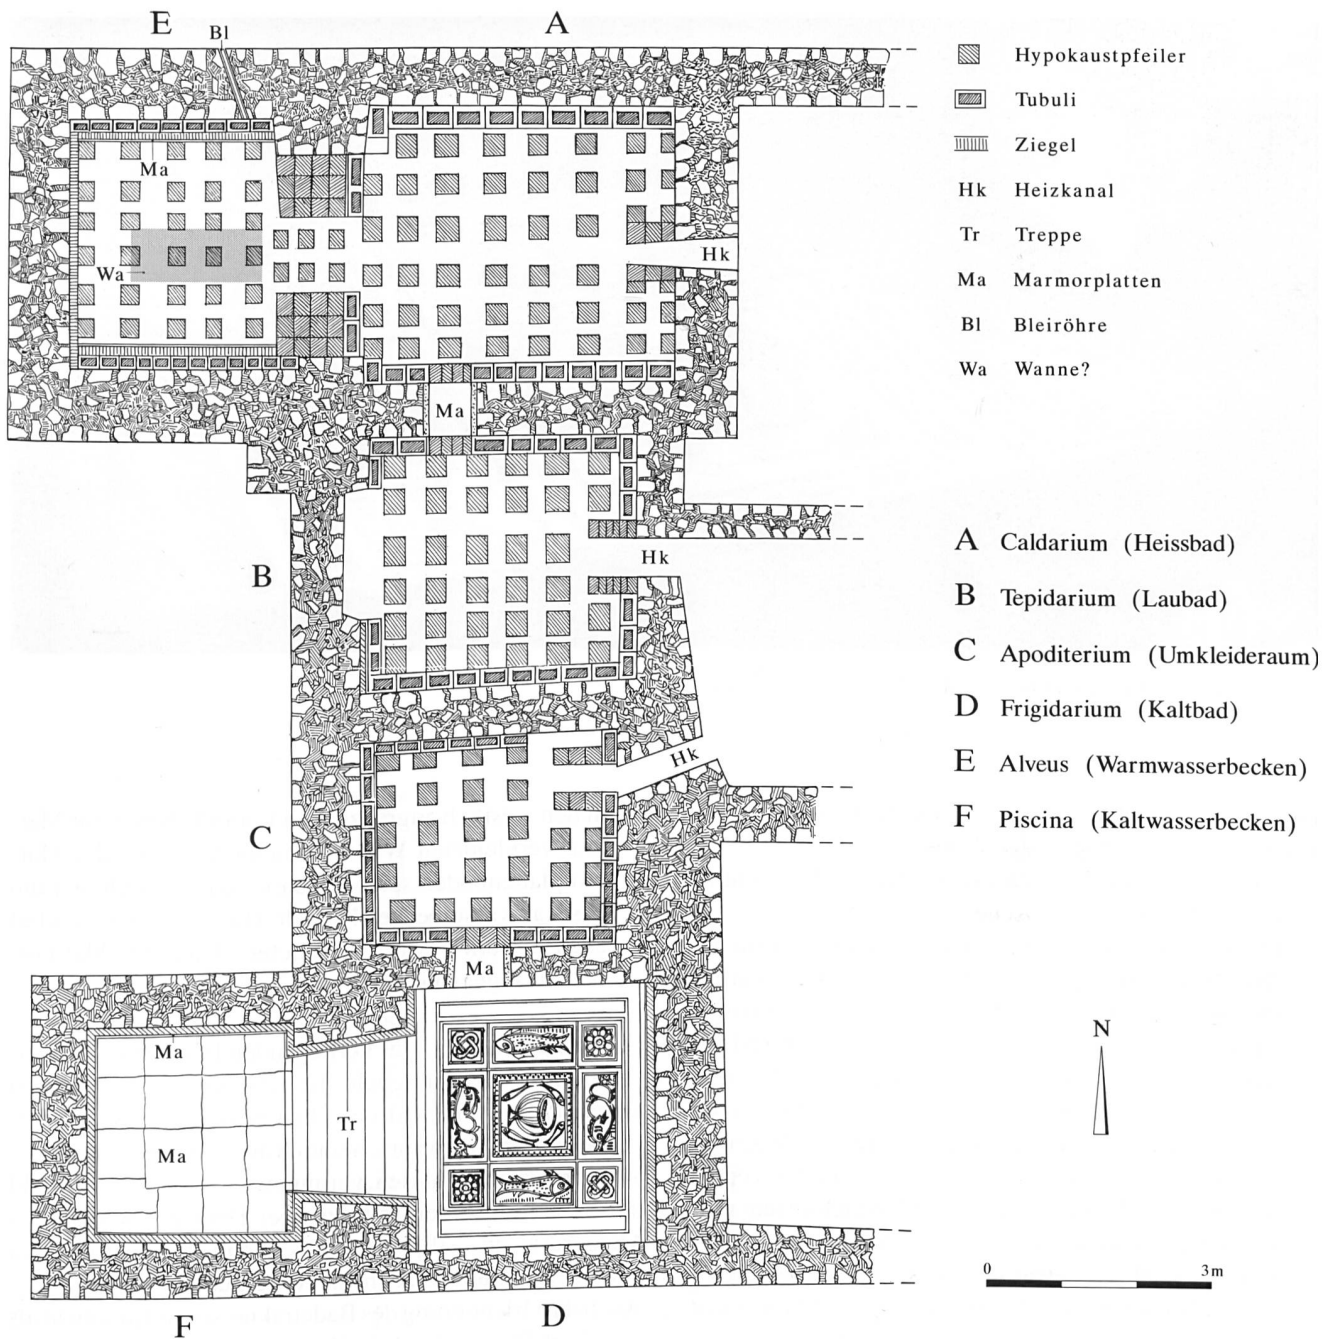 E
A
Bl
Ma
Wa
Hk
Ma
B
Hk
Hk
C
Ma
Ma
Ma
Tr
F
D
Hypokaustpfeiler
Tubuli
Ziegel
Hk Heizkanal
Tr Treppe
Ma Marmorplatten
Bl Bleiröhre
Wa Wanne?
A Caldarium (Heissbad)
B Tepidarium (Laubad)
C Apoditerium (Umkleideraum)
D Frigidarium (Kaltbad)
E Alveus (Warmwasserbecken)
F Piscina (Kaltwasserbecken)
N
0 3m